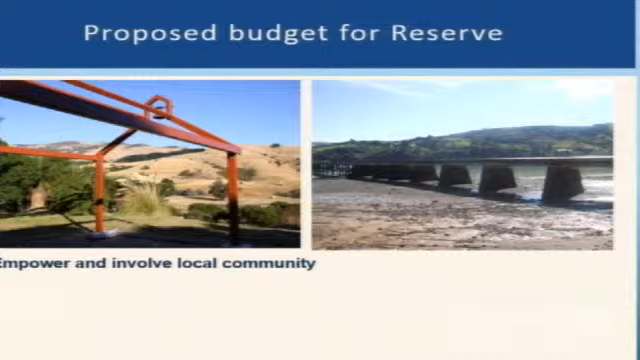 Proposed budget for Reserve
Empower and involve local community